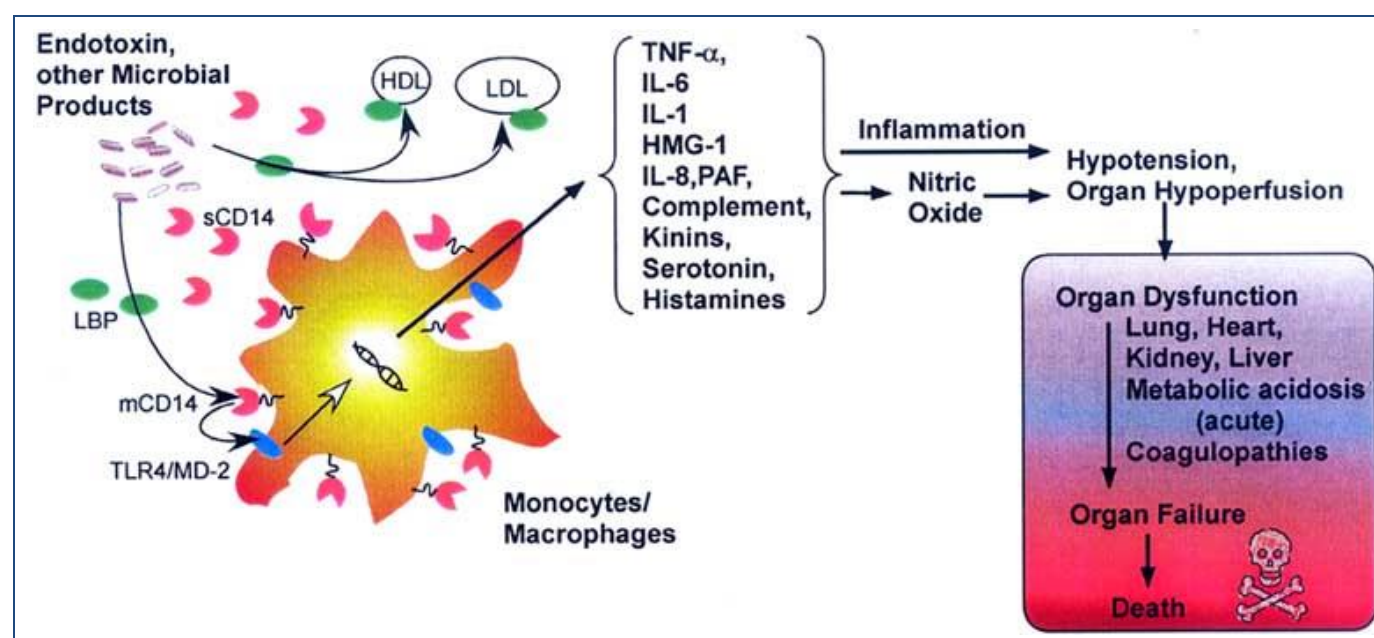 Endotoxin,
other Microbial
Products
HDL
LDL
sCD14
LBP
mCD14
TLR4/MD-2
Monocytes/
Macrophages
TNF-α,
IL-6
IL-1
HMG-1
IL-8,PAF,
Complement,
Kinins,
Serotonin,
Histamines
Inflammation
Nitric
Oxide
Hypotension,
Organ Hypoperfusion
Organ Dysfunction
Lung, Heart,
Kidney, Liver
Metabolic acidosis
(acute)
Coagulopathies
Organ Failure
Death